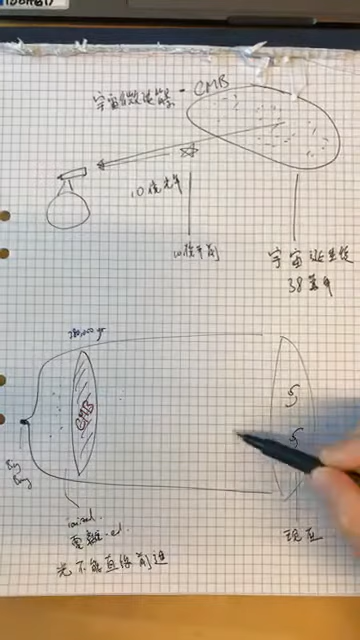 宇宙微波背景 - CMB
10億光年
10億年前
宇宙誕生後
38萬年
380,000 yr
CMB
Big
Bang
ionized
電離 -ed
光不能直線前進
現在